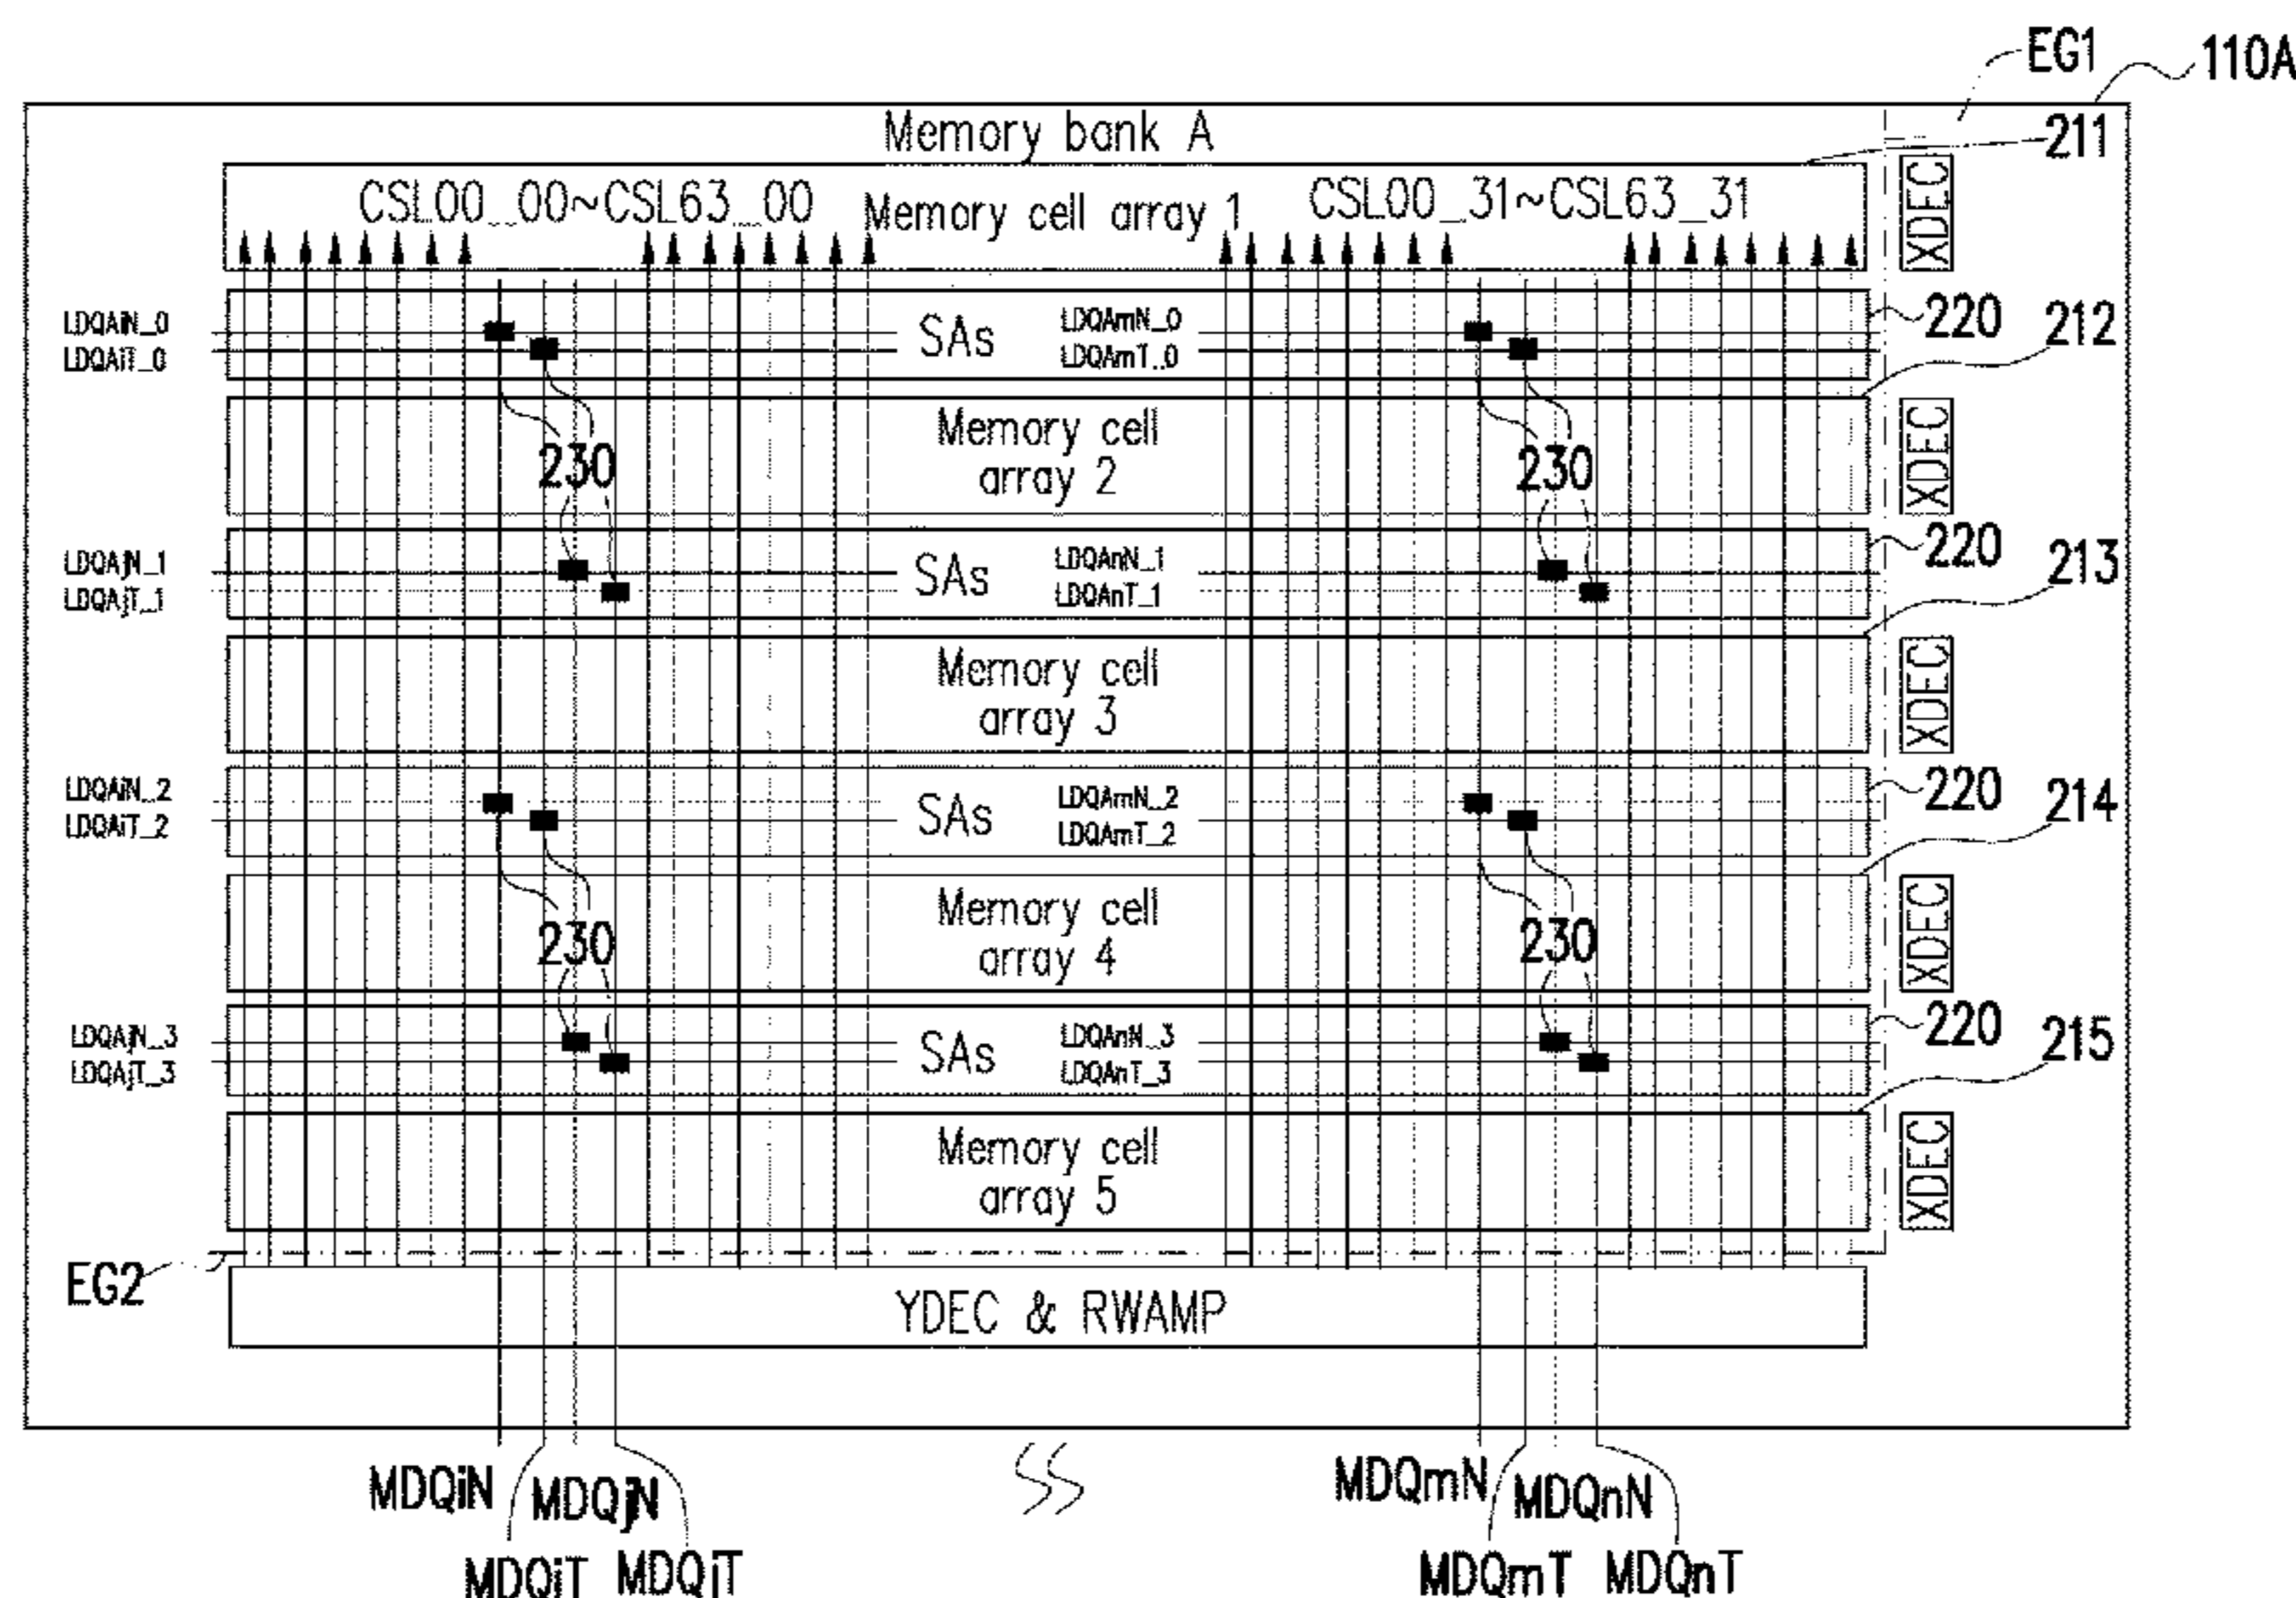 EG1
110A
Memory bank A
211
CSL00_00~CSL63_00
Memory cell array 1
CSL00_31~CSL63_31
XDEC
LDQAiN_0
LDQAiT_0
SAs
LDQAmN_0
LDQAmT_0
220
212
Memory cell
array 2
230
230
XDEC
LDQAjN_1
LDQAjT_1
SAs
LDQAnN_1
LDQAnT_1
220
213
Memory cell
array 3
XDEC
LDQAiN_2
LDQAiT_2
SAs
LDQAmN_2
LDQAmT_2
220
214
Memory cell
array 4
230
230
XDEC
LDQAjN_3
LDQAjT_3
SAs
LDQAnN_3
LDQAnT_3
220
215
Memory cell
array 5
XDEC
EG2
YDEC & RWAMP
MDQiN
MDQjN
MDQmN
MDQnN
MDQiT
MDQjT
MDQmT
MDQnT